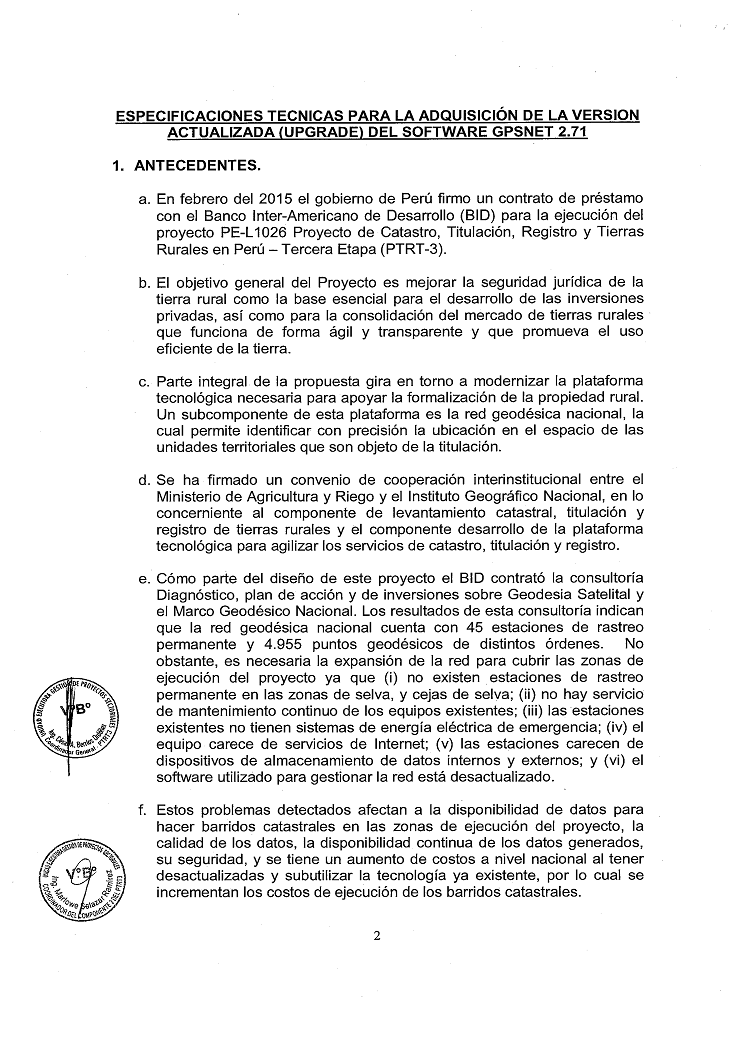 ESPECIFICACIONES TECNICAS PARA LA ADQUISICIÓN DE LA VERSION
ACTUALIZADA (UPGRADE) DEL SOFTWARE GPSNET 2.71
1. ANTECEDENTES.
a. En febrero del 2015 el gobierno de Perú firmo un contrato de préstamo
con el Banco Inter-Americano de Desarrollo (BID) para la ejecución del
proyecto PE-L1026 Proyecto de Catastro, Titulación, Registro y Tierras
Rurales en Perú – Tercera Etapa (PTRT-3).
b. El objetivo general del Proyecto es mejorar la seguridad jurídica de la
tierra rural como la base esencial para el desarrollo de las inversiones
privadas, así como para la consolidación del mercado de tierras rurales
que funciona de forma ágil y transparente y que promueva el uso
eficiente de la tierra.
c. Parte integral de la propuesta gira en torno a modernizar la plataforma
tecnológica necesaria para apoyar la formalización de la propiedad rural.
Un subcomponente de esta plataforma es la red geodésica nacional, la
cual permite identificar con precisión la ubicación en el espacio de las
unidades territoriales que son objeto de la titulación.
d. Se ha firmado un convenio de cooperación interinstitucional entre el
Ministerio de Agricultura y Riego y el Instituto Geográfico Nacional, en lo
concerniente al componente de levantamiento catastral, titulación y
registro de tierras rurales y el componente desarrollo de la plataforma
tecnológica para agilizar los servicios de catastro, titulación y registro.
e. Cómo parte del diseño de este proyecto el BID contrató la consultoría
Diagnóstico, plan de acción y de inversiones sobre Geodesia Satelital y
el Marco Geodésico Nacional. Los resultados de esta consultoría indican
que la red geodésica nacional cuenta con 45 estaciones de rastreo
permanente y 4.955 puntos geodésicos de distintos órdenes. No
obstante, es necesaria la expansión de la red para cubrir las zonas de
ejecución del proyecto ya que (i) no existen estaciones de rastreo
permanente en las zonas de selva, y cejas de selva; (ii) no hay servicio
de mantenimiento continuo de los equipos existentes; (iii) las estaciones
existentes no tienen sistemas de energía eléctrica de emergencia; (iv) el
equipo carece de servicios de Internet; (v) las estaciones carecen de
dispositivos de almacenamiento de datos internos y externos; y (vi) el
software utilizado para gestionar la red está desactualizado.
UNIDAD EJECUTORA GESTION DE PROYECTOS SECTORIALES
VºBº
Coordinador General - PTRT3
f. Estos problemas detectados afectan a la disponibilidad de datos para
hacer barridos catastrales en las zonas de ejecución del proyecto, la
calidad de los datos, la disponibilidad continua de los datos generados,
su seguridad, y se tiene un aumento de costos a nivel nacional al tener
desactualizadas y subutilizar la tecnología ya existente, por lo cual se
incrementan los costos de ejecución de los barridos catastrales.
VºBº
Ing. Marlowe Salazar Ramírez
COORDINADOR DEL COMPONENTE 2 DEL PTRT3
2